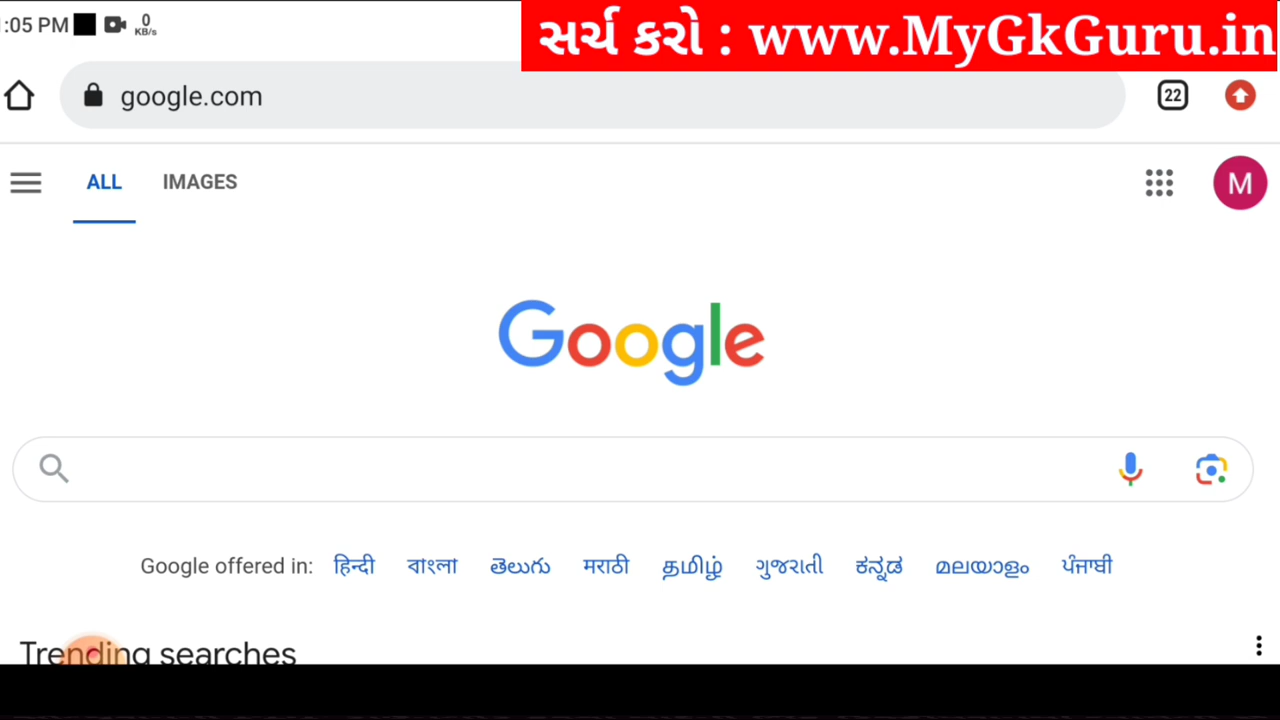 :05 PM 0 KB/s
સર્ચ કરો : www.MyGkGuru.in
google.com 22
ALL IMAGES M
Google
Google offered in: हिन्दी বাংলা తెలుగు मराठी தமிழ் ગુજરાતી ಕನ್ನಡ മലയാളം ਪੰਜਾਬੀ
Trending searches